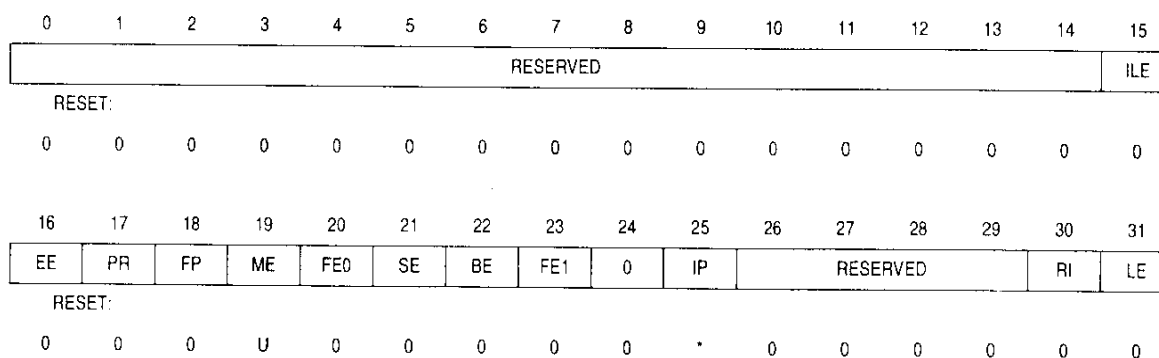 0 1 2 3 4 5 6 7 8 9 10 11 12 13 14 15
RESERVED ILE
RESET:
0 0 0 0 0 0 0 0 0 0 0 0 0 0 0 0
16 17 18 19 20 21 22 23 24 25 26 27 28 29 30 31
EE PR FP ME FE0 SE BE FE1 0 IP RESERVED RI LE
RESET:
0 0 0 U 0 0 0 0 0 * 0 0 0 0 0 0